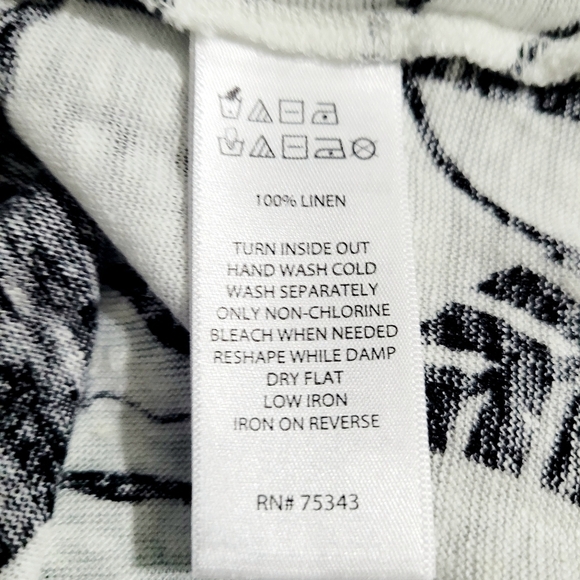 100% LINEN
TURN INSIDE OUT
HAND WASH COLD
WASH SEPARATELY
ONLY NON-CHLORINE
BLEACH WHEN NEEDED
RESHAPE WHILE DAMP
DRY FLAT
LOW IRON
IRON ON REVERSE
RN# 75343